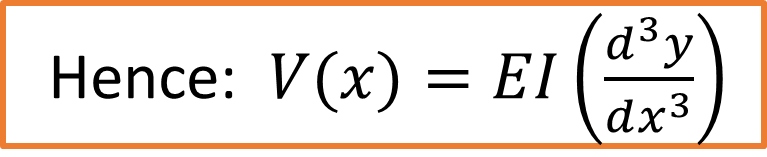 Hence: V(x) = EI (d³y/dx³)